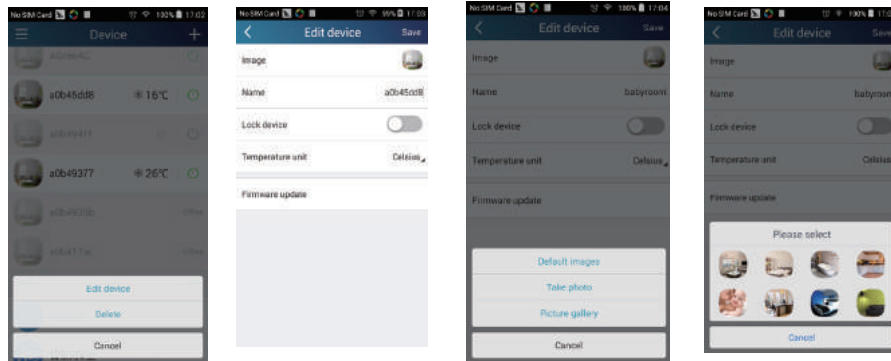 No SIM Card 100% 17:02
Device
a0b45dd8 16°C
a0b49377 26°C
Edit device
Delete
Cancel
No SIM Card 99% 17:03
Edit device Save
Image
Name a0b45dd8
Lock device
Temperature unit Celsius
Firmware update
No SIM Card 100% 17:04
Edit device Save
Image
Name babyroom
Lock device
Temperature unit Celsius
Firmware update
Default images
Take photo
Picture gallery
Cancel
No SIM Card 100%
Edit device
Image
Name babyroom
Lock device
Temperature unit Celsius
Firmware update
Please select
Cancel